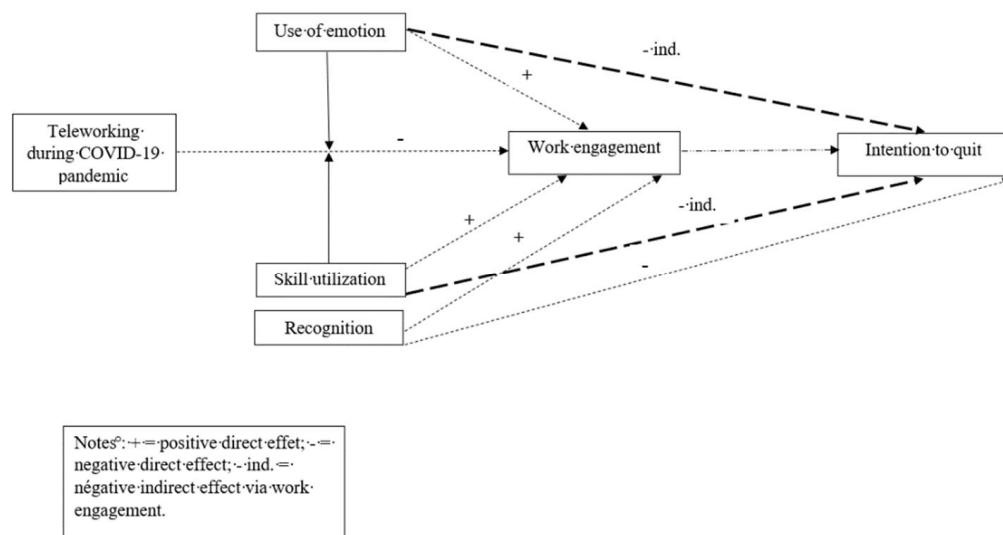 Use·of·emotion
-·ind.
+
Teleworking·
during·COVID-19·
pandemic
-
Work·engagement
Intention·to·quit
-·ind.
+
+
-
Skill·utilization
Recognition
Notes°:·+·=·positive·direct·effet;·-·=·
negative·direct·effect;·-·ind.·=·
négative·indirect·effect·via·work·
engagement.